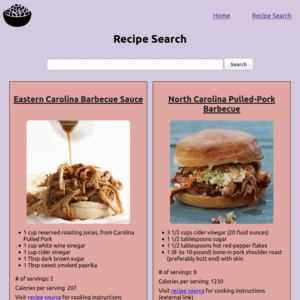 Home Recipe Search
Recipe Search
Search
Eastern Carolina Barbecue Sauce
1 cup reserved roasting juices, from Carolina
Pulled Pork
1 cup white wine vinegar
1 cup cider vinegar
1 Tbsp dark brown sugar
1 Tbsp sweet smoked paprika
# of servings: 2
Calories per serving: 207
Visit recipe source for cooking instructions
North Carolina Pulled-Pork
Barbecue
3 1/2 cups cider vinegar (20 fluid ounces)
1 1/2 tablespoons sugar
1 1/2 tablespoons hot red-pepper flakes
1 (8- to 10-pound) bone-in pork shoulder roast
(preferably butt end) with skin
# of servings: 8
Calories per serving: 1230
Visit recipe source for cooking instructions
(external link)